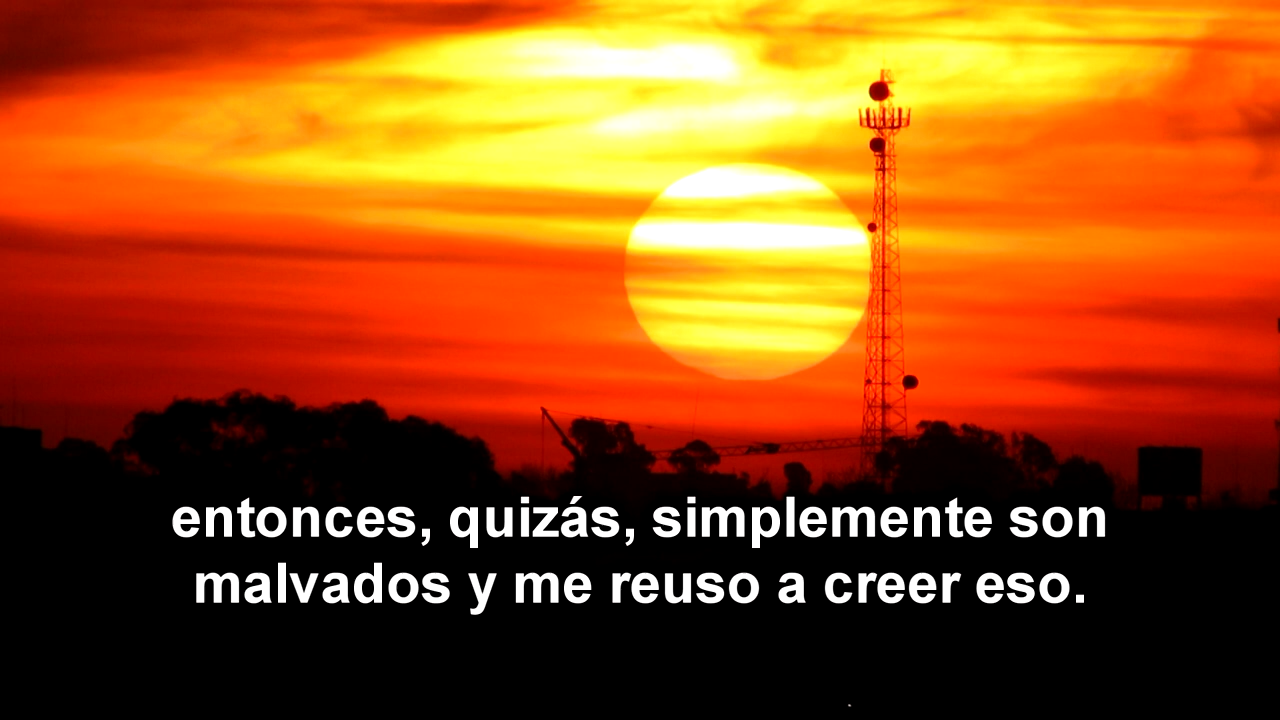 entonces, quizás, simplemente son
malvados y me reuso a creer eso.